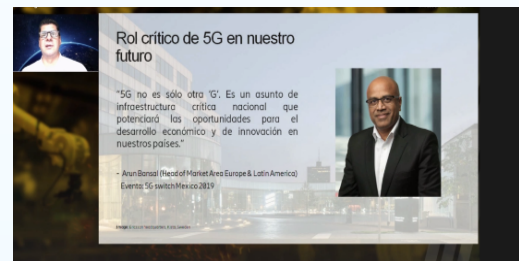 Rol crítico de 5G en nuestro
futuro
"5G no es sólo otra 'G'. Es un asunto de
infraestructura crítica nacional que
potenciará las oportunidades para el
desarrollo económico y de innovación en
nuestros países."
- Arun Bansal (Head of Market Area Europe & Latin America)
Evento: 5G switch Mexico 2019